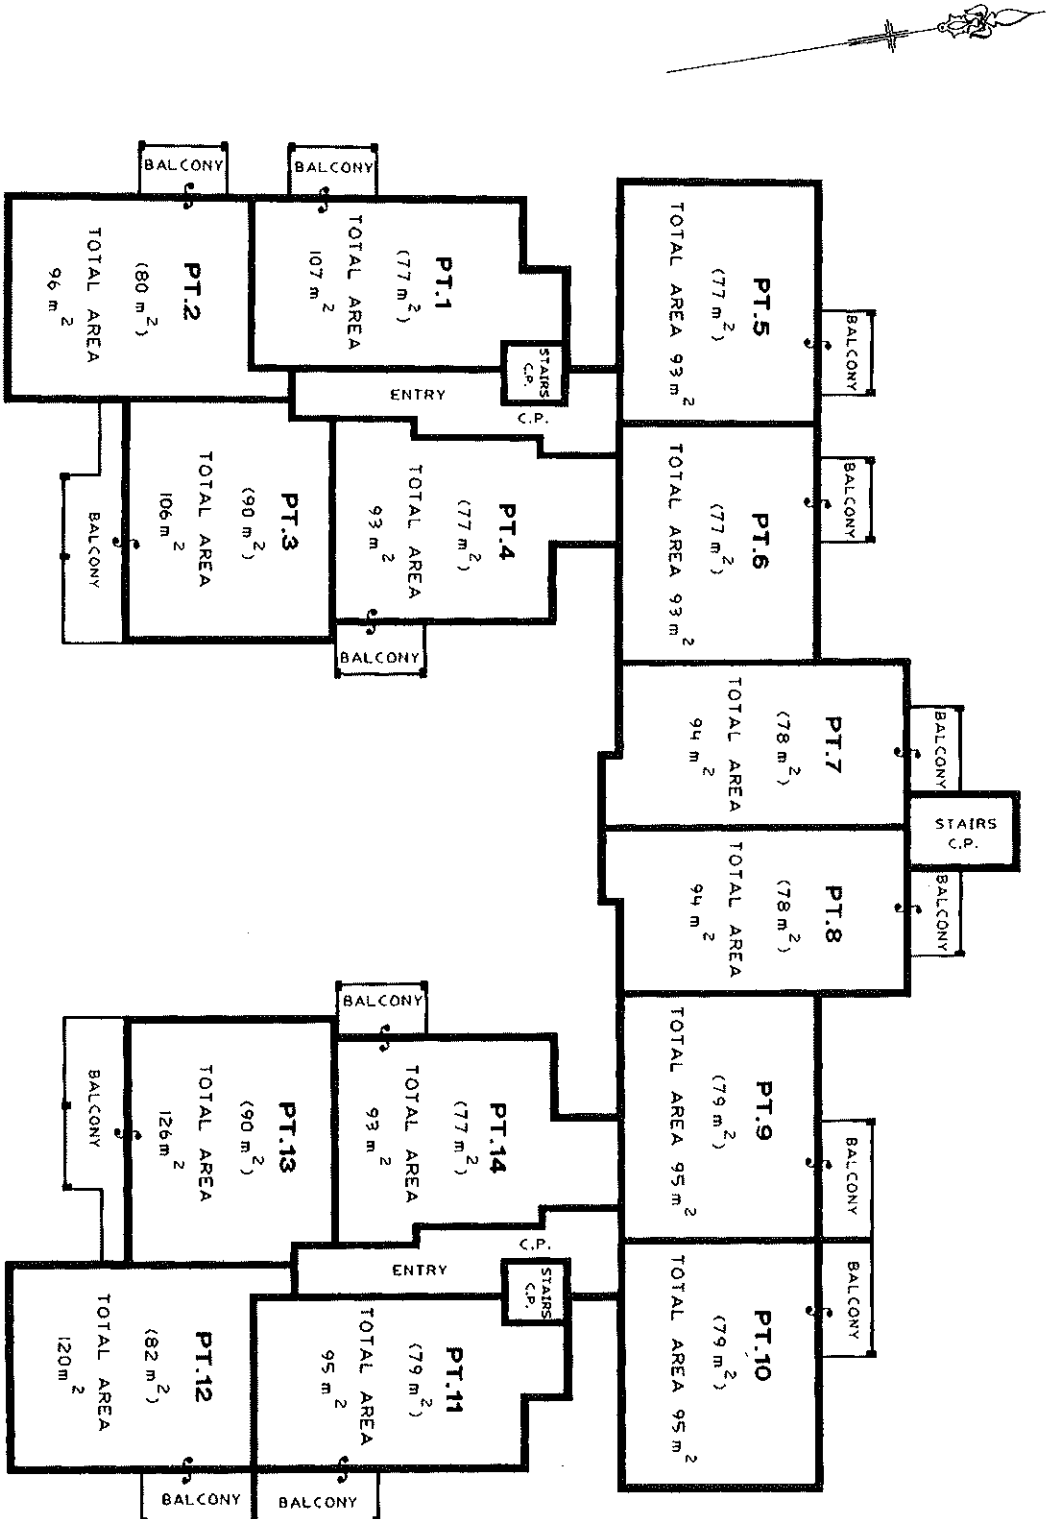 BALCONY
BALCONY
PT.2
(80 m²)
TOTAL AREA
96 m²
PT.1
(77 m²)
TOTAL AREA
107 m²
STAIRS
C.P.
ENTRY
C.P.
PT.3
(90 m²)
TOTAL AREA
106 m²
BALCONY
PT.4
(77 m²)
TOTAL AREA
93 m²
BALCONY
PT.5
(77 m²)
TOTAL AREA 93 m²
BALCONY
PT.6
(77 m²)
TOTAL AREA 93 m²
BALCONY
PT.7
(78 m²)
TOTAL AREA
94 m²
BALCONY
STAIRS
C.P.
PT.8
(78 m²)
TOTAL AREA
94 m²
BALCONY
PT.9
(79 m²)
TOTAL AREA 95 m²
BALCONY
PT.10
(79 m²)
TOTAL AREA 95 m²
BALCONY
BALCONY
PT.14
(77 m²)
TOTAL AREA
93 m²
PT.13
(90 m²)
TOTAL AREA
126 m²
BALCONY
C.P.
ENTRY
STAIRS
C.P.
PT.11
(79 m²)
TOTAL AREA
95 m²
PT.12
(82 m²)
TOTAL AREA
120 m²
BALCONY
BALCONY